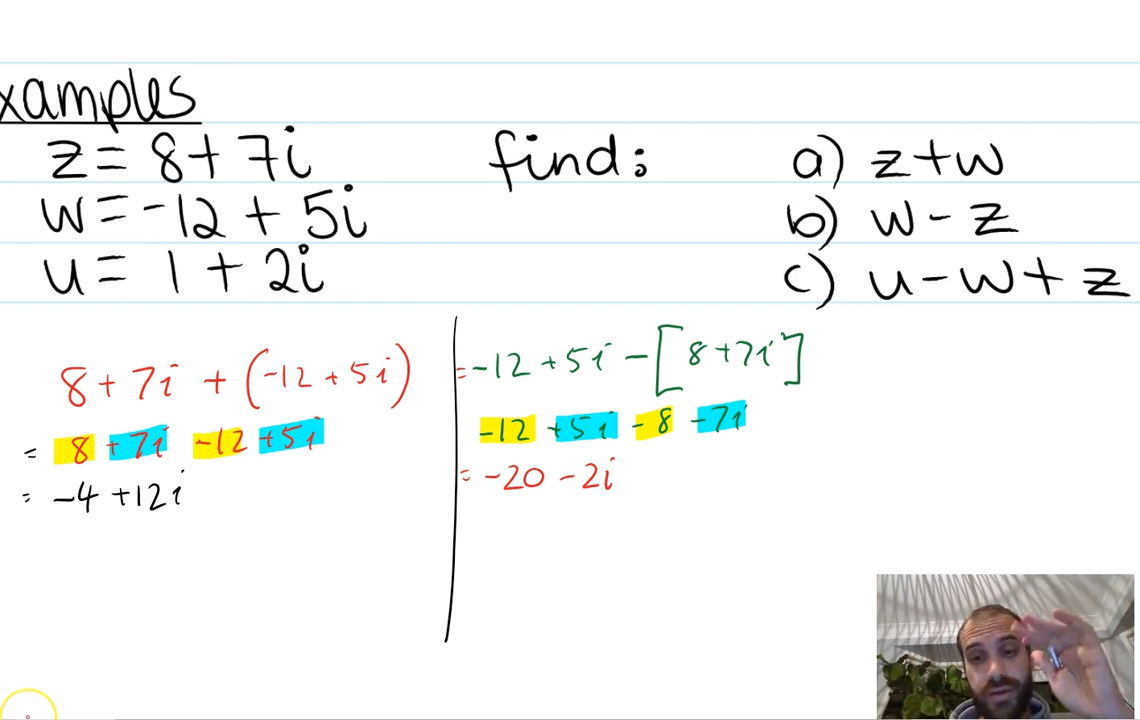 xamples
z = 8 + 7i
w = -12 + 5i
u = 1 + 2i
find:
a) z + w
b) w - z
c) u - w + z
8 + 7i + (-12 + 5i)
= 8 + 7i -12 + 5i
= -4 + 12i
= -12 + 5i - [8 + 7i]
-12 + 5i - 8 - 7i
= -20 - 2i